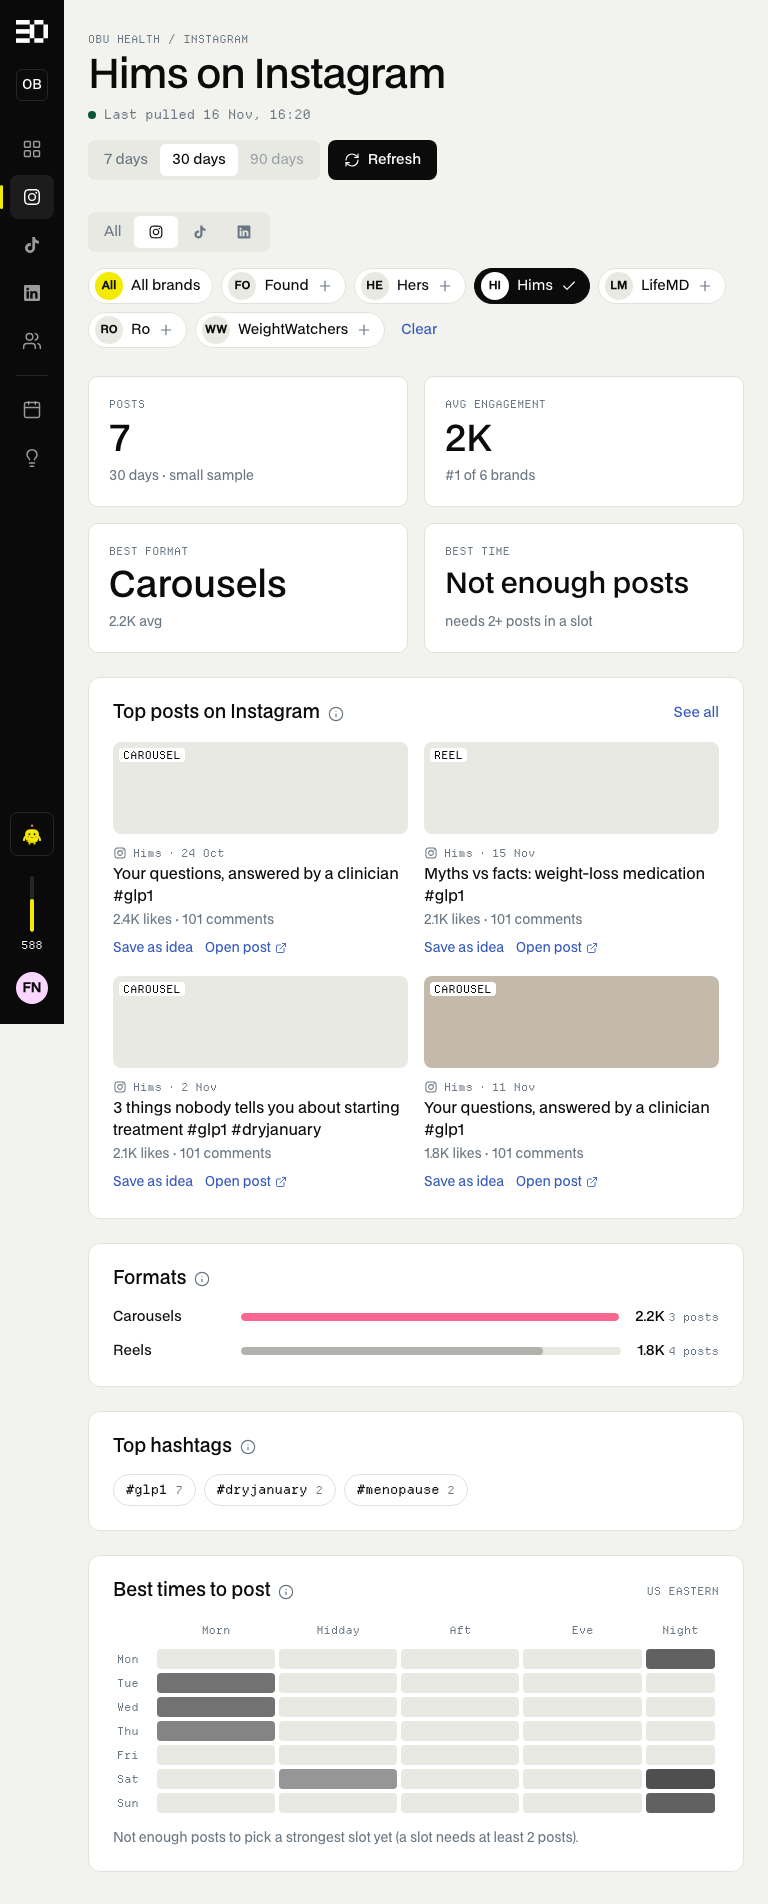 OB
588
FN
OBU HEALTH / INSTAGRAM
Hims on Instagram
Last pulled 16 Nov, 16:20
7 days 30 days 90 days Refresh
All
All All brands FO Found HE Hers HI Hims LM LifeMD
RO Ro WW WeightWatchers Clear
POSTS
7
30 days · small sample
AVG ENGAGEMENT
2K
#1 of 6 brands
BEST FORMAT
Carousels
2.2K avg
BEST TIME
Not enough posts
needs 2+ posts in a slot
Top posts on Instagram
See all
CAROUSEL
Hims · 24 Oct
Your questions, answered by a clinician
#glp1
2.4K likes · 101 comments
Save as idea Open post
REEL
Hims · 15 Nov
Myths vs facts: weight-loss medication
#glp1
2.1K likes · 101 comments
Save as idea Open post
CAROUSEL
Hims · 2 Nov
3 things nobody tells you about starting
treatment #glp1 #dryjanuary
2.1K likes · 101 comments
Save as idea Open post
CAROUSEL
Hims · 11 Nov
Your questions, answered by a clinician
#glp1
1.8K likes · 101 comments
Save as idea Open post
Formats
Carousels 2.2K 3 posts
Reels 1.8K 4 posts
Top hashtags
#glp1 7 #dryjanuary 2 #menopause 2
Best times to post
US EASTERN
Morn Midday Aft Eve Night
Mon
Tue
Wed
Thu
Fri
Sat
Sun
Not enough posts to pick a strongest slot yet (a slot needs at least 2 posts).